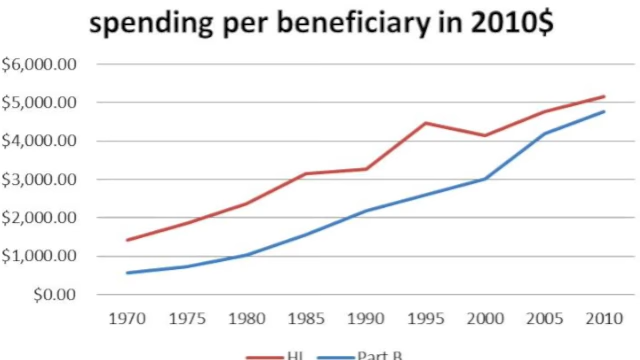 spending per beneficiary in 2010$
$6,000.00
$5,000.00
$4,000.00
$3,000.00
$2,000.00
$1,000.00
$0.00
1970 1975 1980 1985 1990 1995 2000 2005 2010
HI Part B